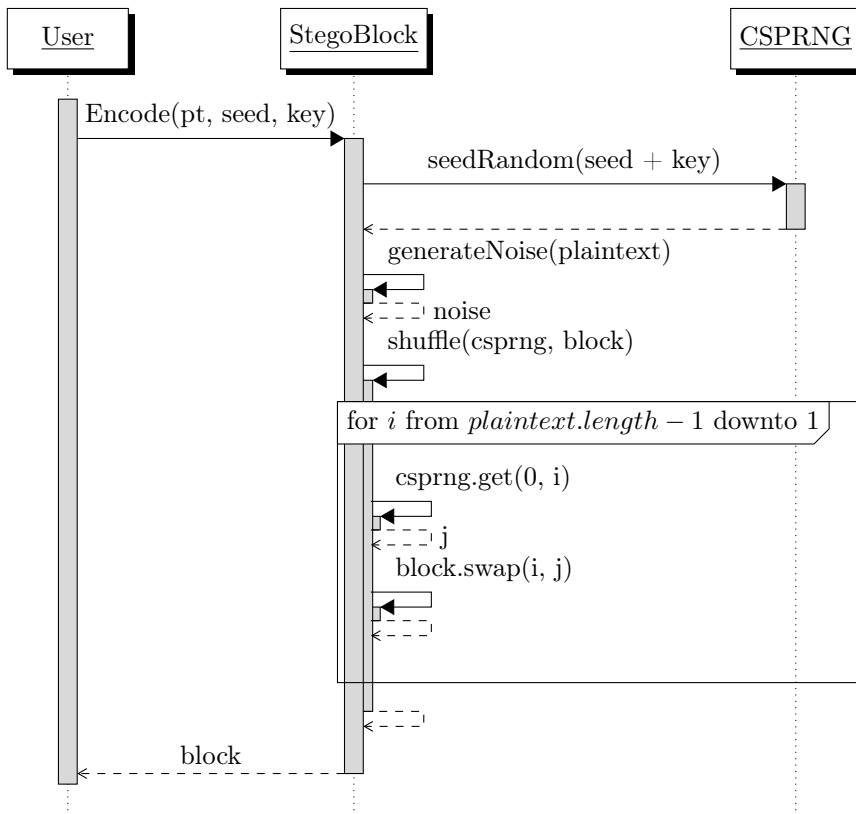 User
StegoBlock
CSPRNG
Encode(pt, seed, key)
seedRandom(seed + key)
generateNoise(plaintext)
noise
shuffle(csprng, block)
for i from plaintext.length − 1 downto 1
csprng.get(0, i)
j
block.swap(i, j)
block